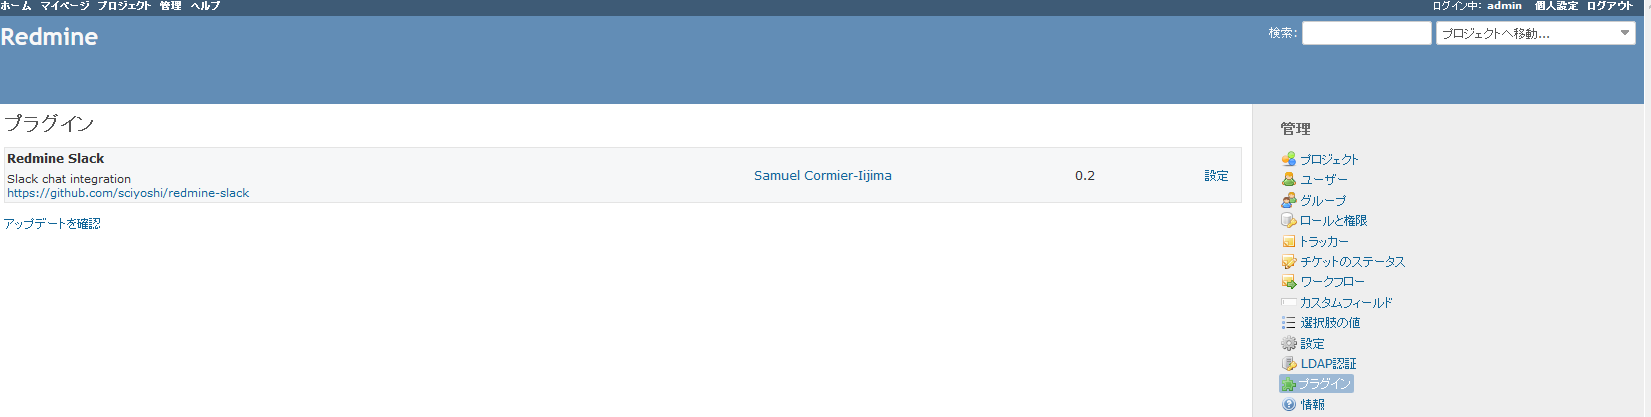 ホーム マイページ プロジェクト 管理 ヘルプ ログイン中: admin 個人設定 ログアウト
Redmine
検索: プロジェクトへ移動...
プラグイン
Redmine Slack
Slack chat integration
https://github.com/sciyoshi/redmine-slack
Samuel Cormier-Iijima 0.2 設定
アップデートを確認
管理
プロジェクト
ユーザー
グループ
ロールと権限
トラッカー
チケットのステータス
ワークフロー
カスタムフィールド
選択肢の値
設定
LDAP認証
プラグイン
情報